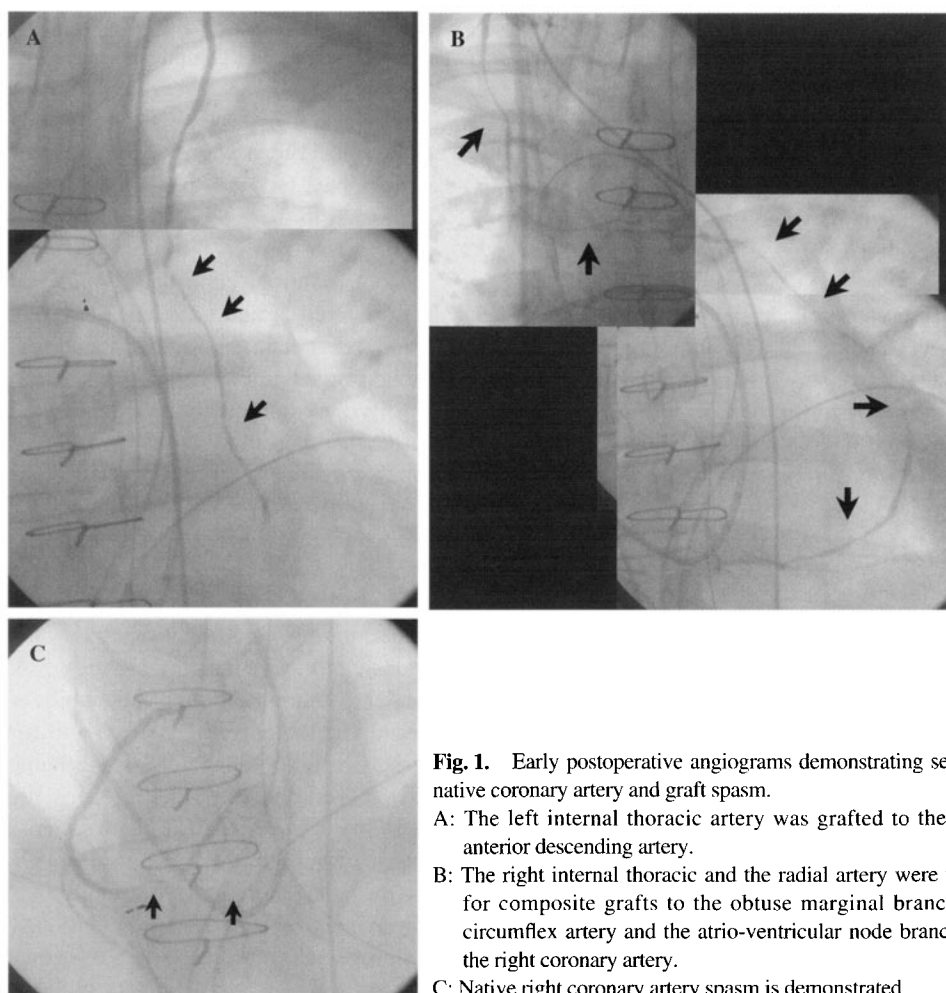 A
B
C
Fig. 1. Early postoperative angiograms demonstrating se
native coronary artery and graft spasm.
A: The left internal thoracic artery was grafted to the
anterior descending artery.
B: The right internal thoracic and the radial artery were
for composite grafts to the obtuse marginal branc
circumflex artery and the atrio-ventricular node branc
the right coronary artery.
C: Native right coronary artery spasm is demonstrated